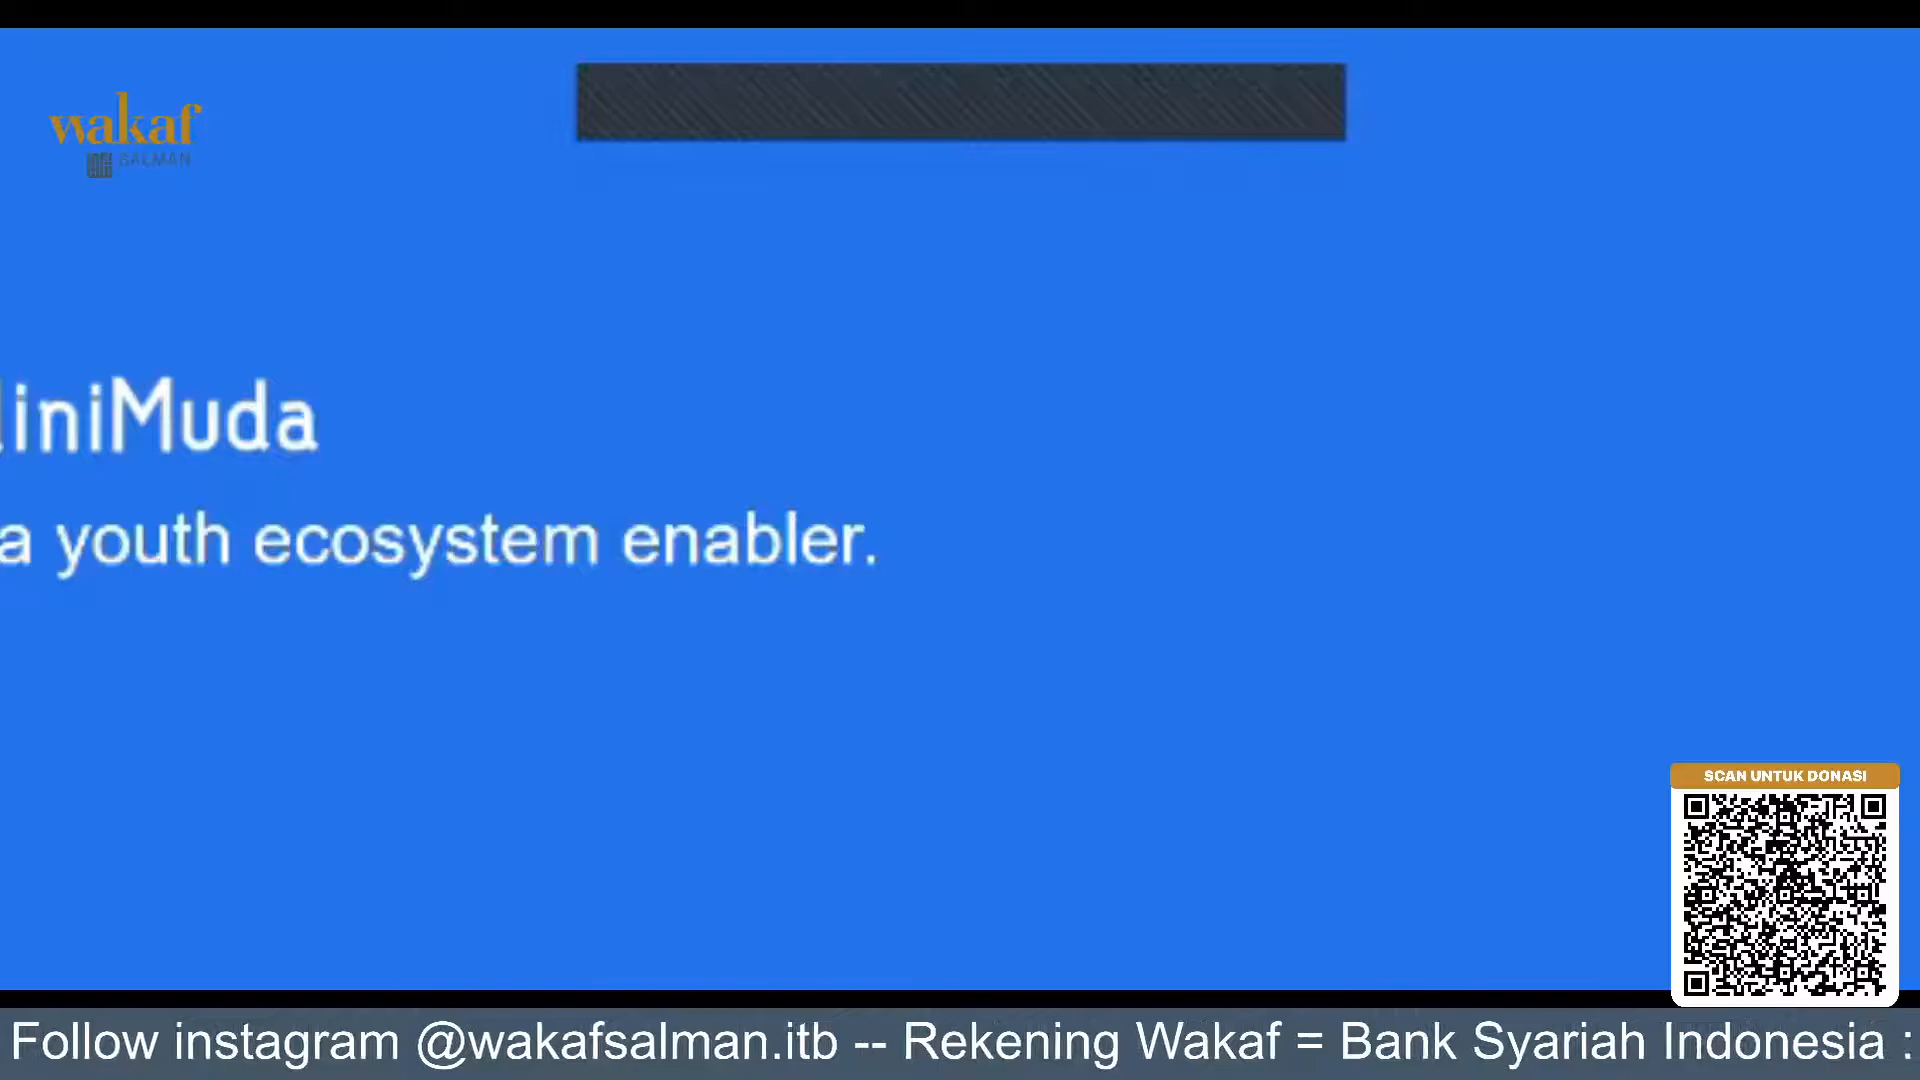 wakaf
SALMAN
iniMuda
a youth ecosystem enabler.
SCAN UNTUK DONASI
Follow instagram @wakafsalman.itb -- Rekening Wakaf = Bank Syariah Indonesia :